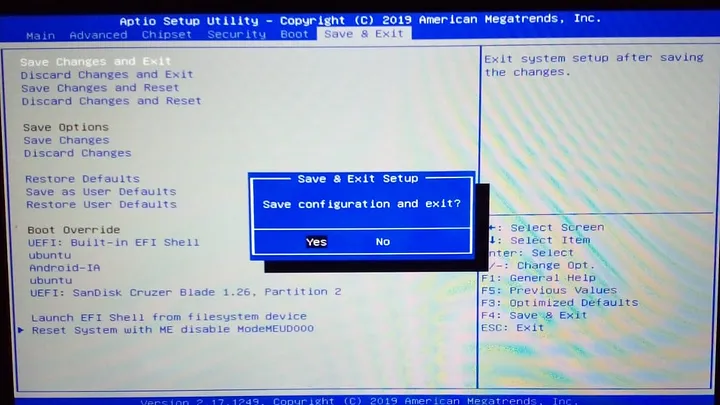 Aptio Setup Utility - Copyright (C) 2019 American Megatrends, Inc.
Main Advanced Chipset Security Boot Save & Exit
Save Changes and Exit
Discard Changes and Exit
Save Changes and Reset
Discard Changes and Reset
Save Options
Save Changes
Discard Changes
Restore Defaults
Save as User Defaults
Restore User Defaults
Boot Override
UEFI: Built-in EFI Shell
ubuntu
Android-IA
ubuntu
UEFI: SanDisk Cruzer Blade 1.26, Partition 2
Launch EFI Shell from filesystem device
Reset System with ME disable ModeMEUD000
Save & Exit Setup
Save configuration and exit?
Yes No
Exit system setup after saving
the changes.
: Select Screen
: Select Item
nter: Select
/-: Change Opt.
F1: General Help
F5: Previous Values
F3: Optimized Defaults
F4: Save & Exit
ESC: Exit
Version 2.17.1249. Copyright (C) 2019 American Megatrends, Inc.